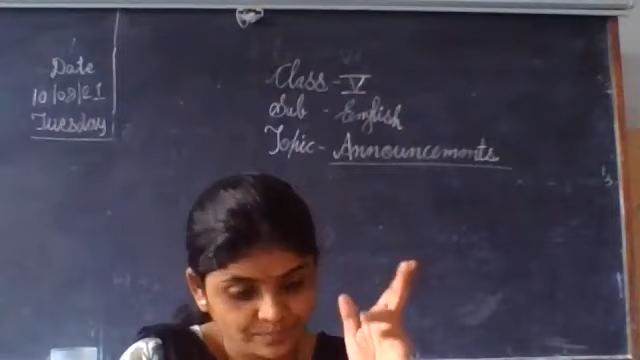 Date
10/08/21
Tuesday
Class - V
Sub - English
Topic - Announcements